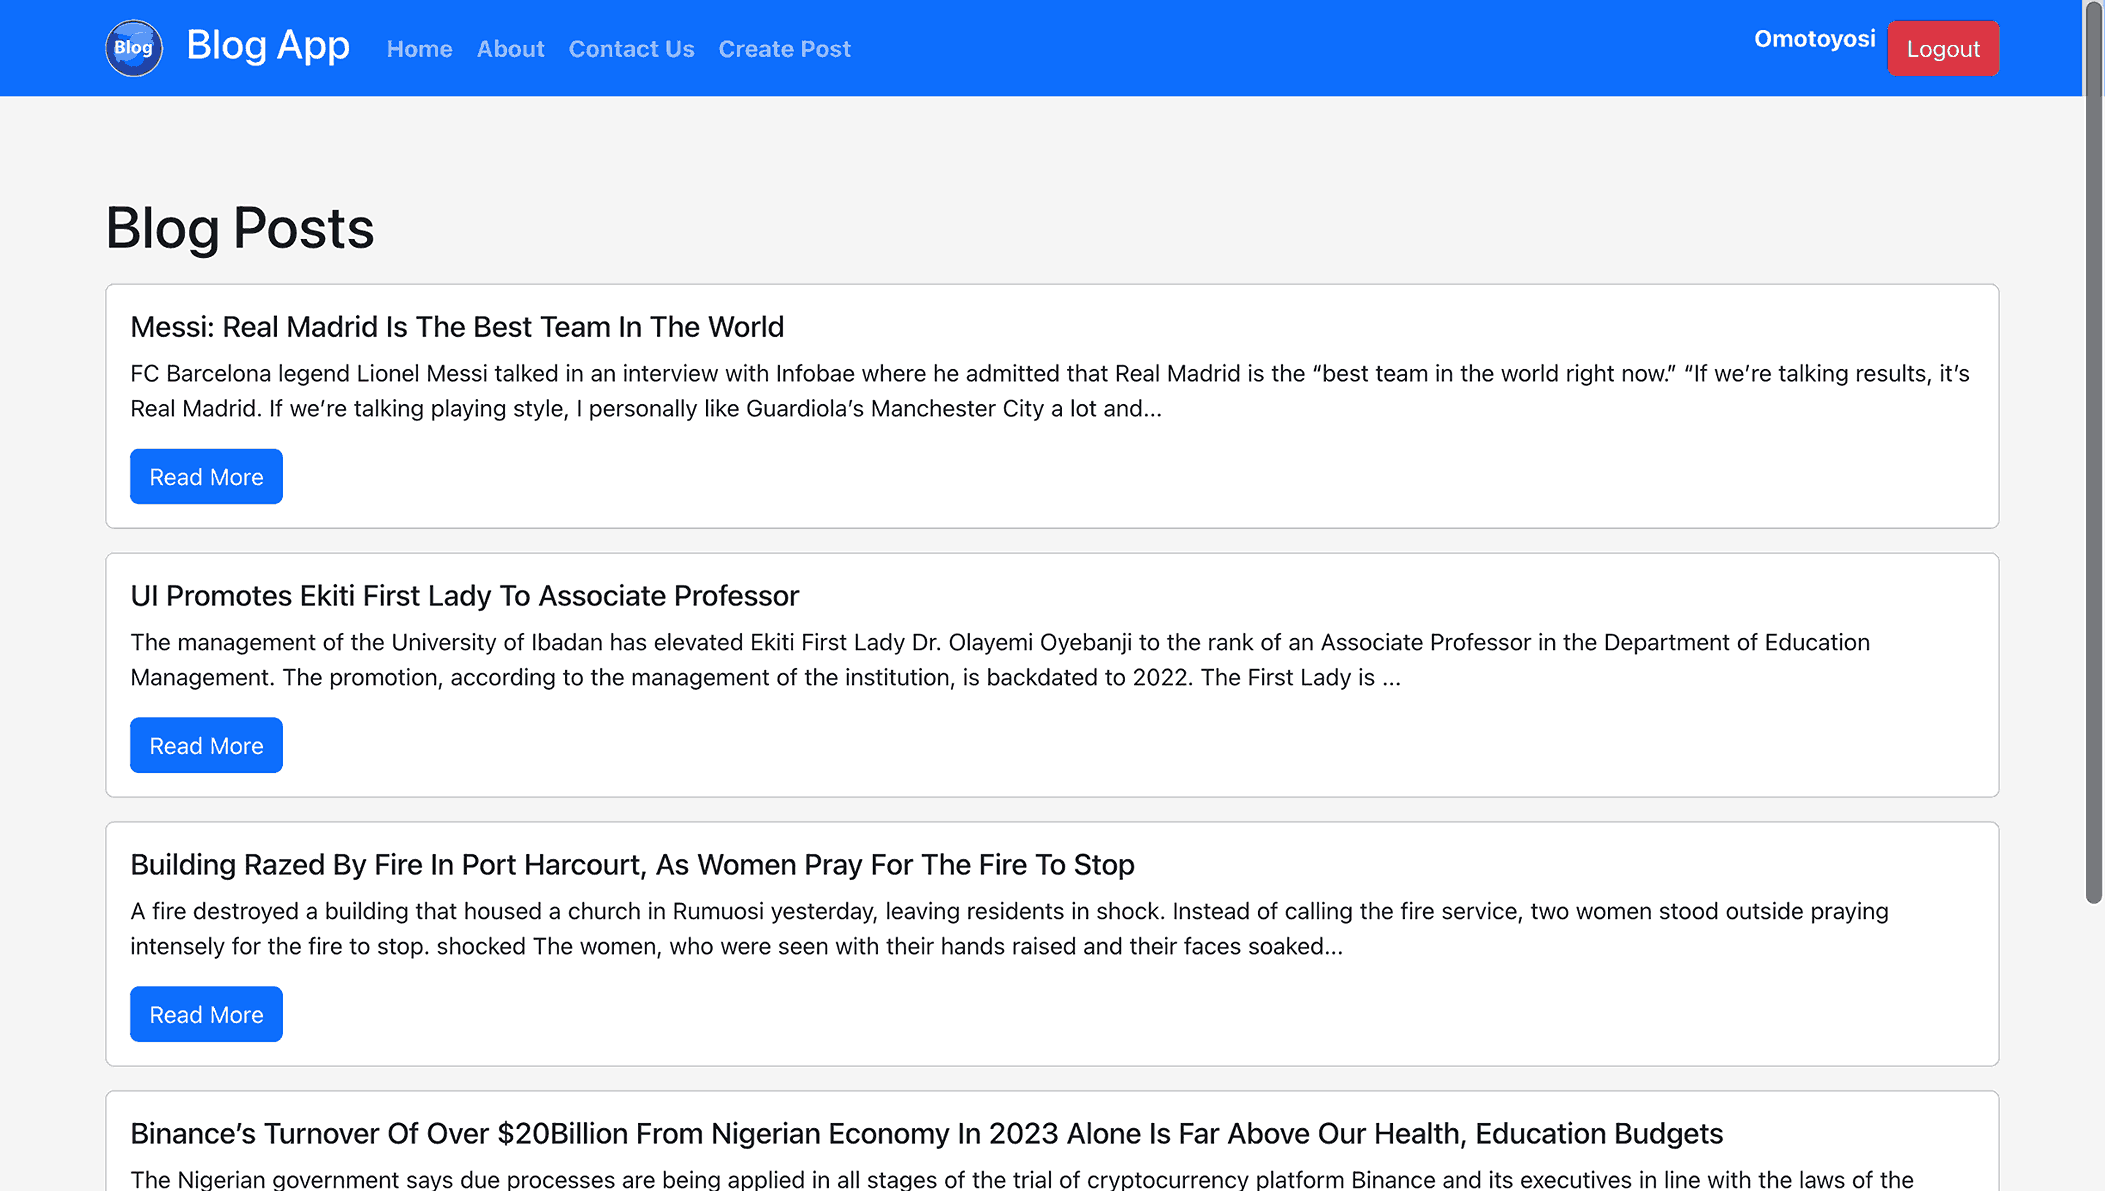 Blog
Blog App
Home
About
Contact Us
Create Post
Omotoyosi
Logout
Blog Posts
Messi: Real Madrid Is The Best Team In The World
FC Barcelona legend Lionel Messi talked in an interview with Infobae where he admitted that Real Madrid is the “best team in the world right now.” “If we’re talking results, it’s
Real Madrid. If we’re talking playing style, I personally like Guardiola’s Manchester City a lot and...
Read More
UI Promotes Ekiti First Lady To Associate Professor
The management of the University of Ibadan has elevated Ekiti First Lady Dr. Olayemi Oyebanji to the rank of an Associate Professor in the Department of Education
Management. The promotion, according to the management of the institution, is backdated to 2022. The First Lady is ...
Read More
Building Razed By Fire In Port Harcourt, As Women Pray For The Fire To Stop
A fire destroyed a building that housed a church in Rumuosi yesterday, leaving residents in shock. Instead of calling the fire service, two women stood outside praying
intensely for the fire to stop. shocked The women, who were seen with their hands raised and their faces soaked...
Read More
Binance’s Turnover Of Over $20Billion From Nigerian Economy In 2023 Alone Is Far Above Our Health, Education Budgets
The Nigerian government says due processes are being applied in all stages of the trial of cryptocurrency platform Binance and its executives in line with the laws of the